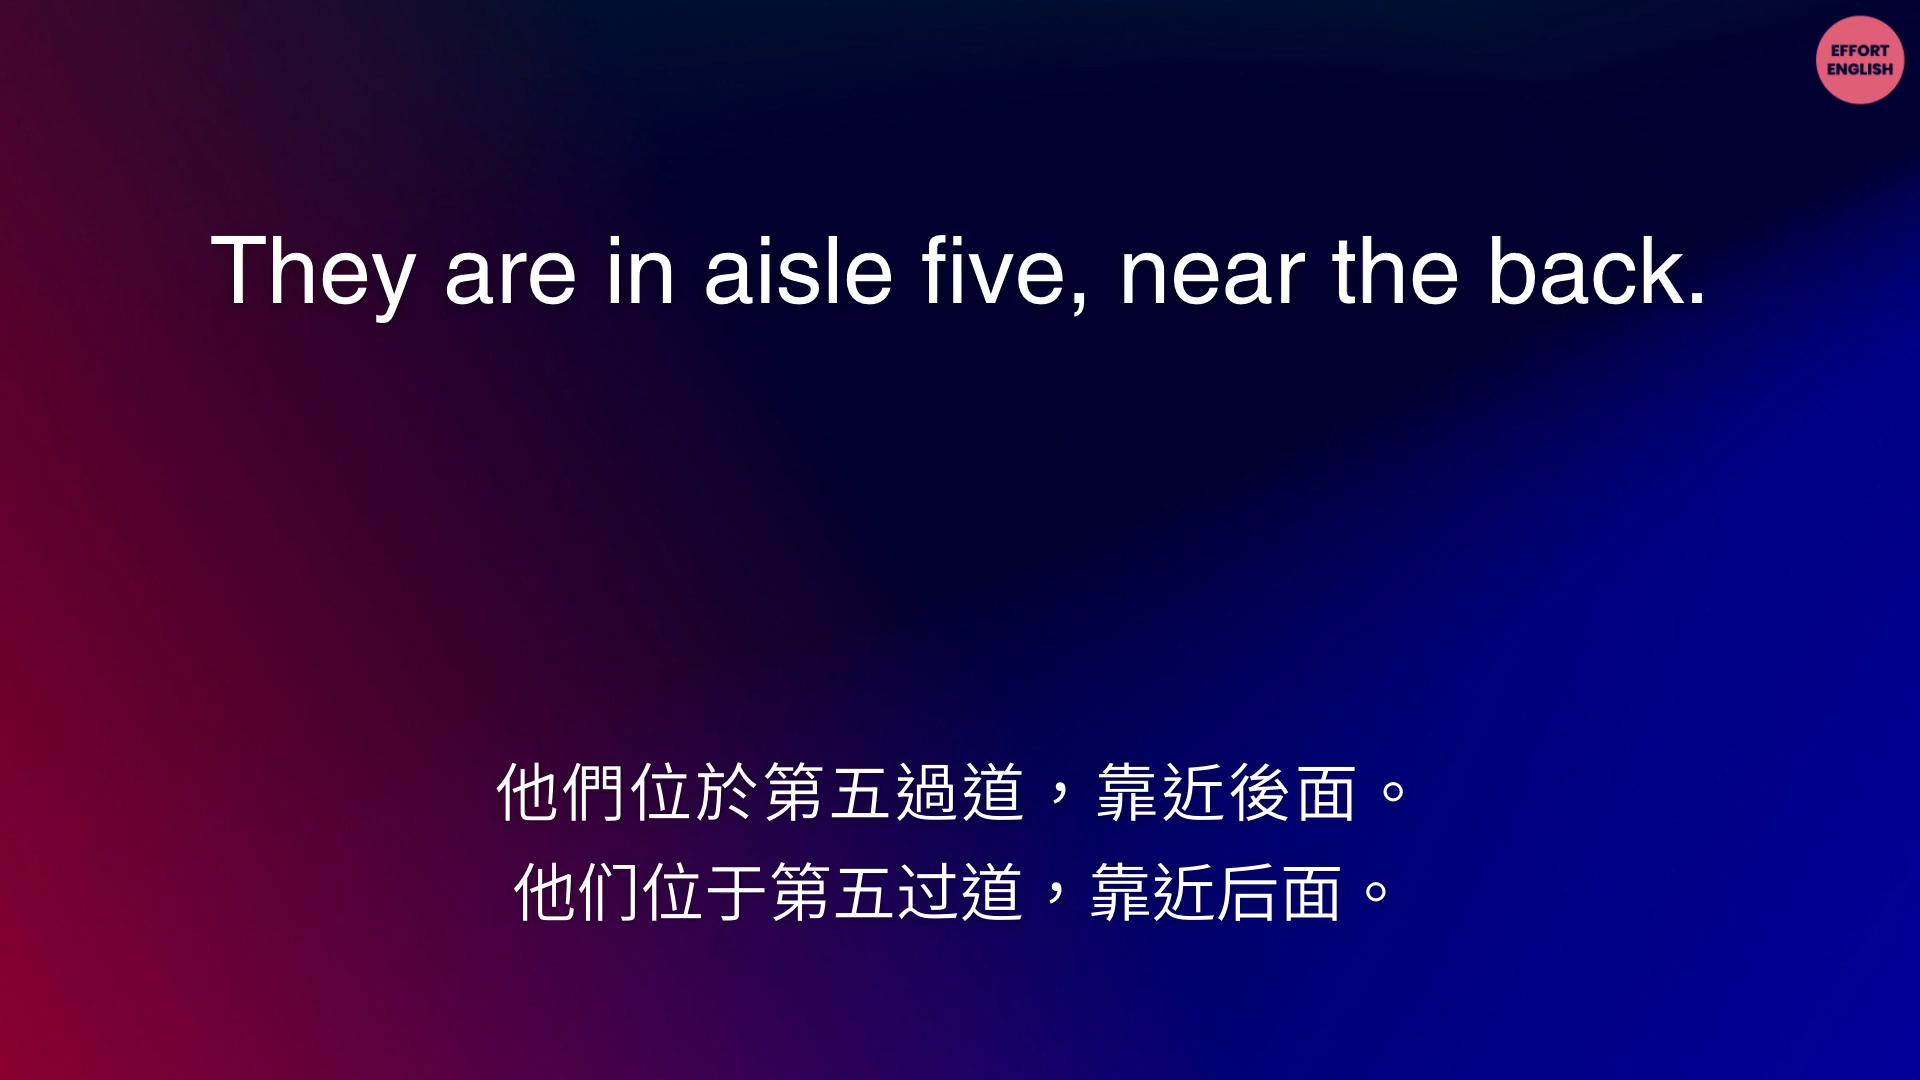 EFFORT
ENGLISH
They are in aisle five, near the back.
他們位於第五過道，靠近後面。
他们位于第五过道，靠近后面。